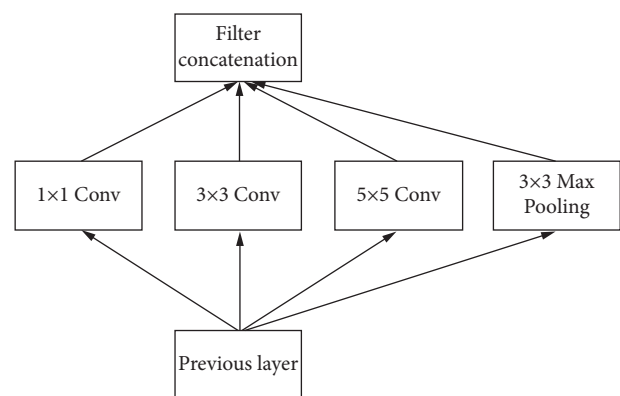 Filter
concatenation
1×1 Conv
3×3 Conv
5×5 Conv
3×3 Max
Pooling
Previous layer